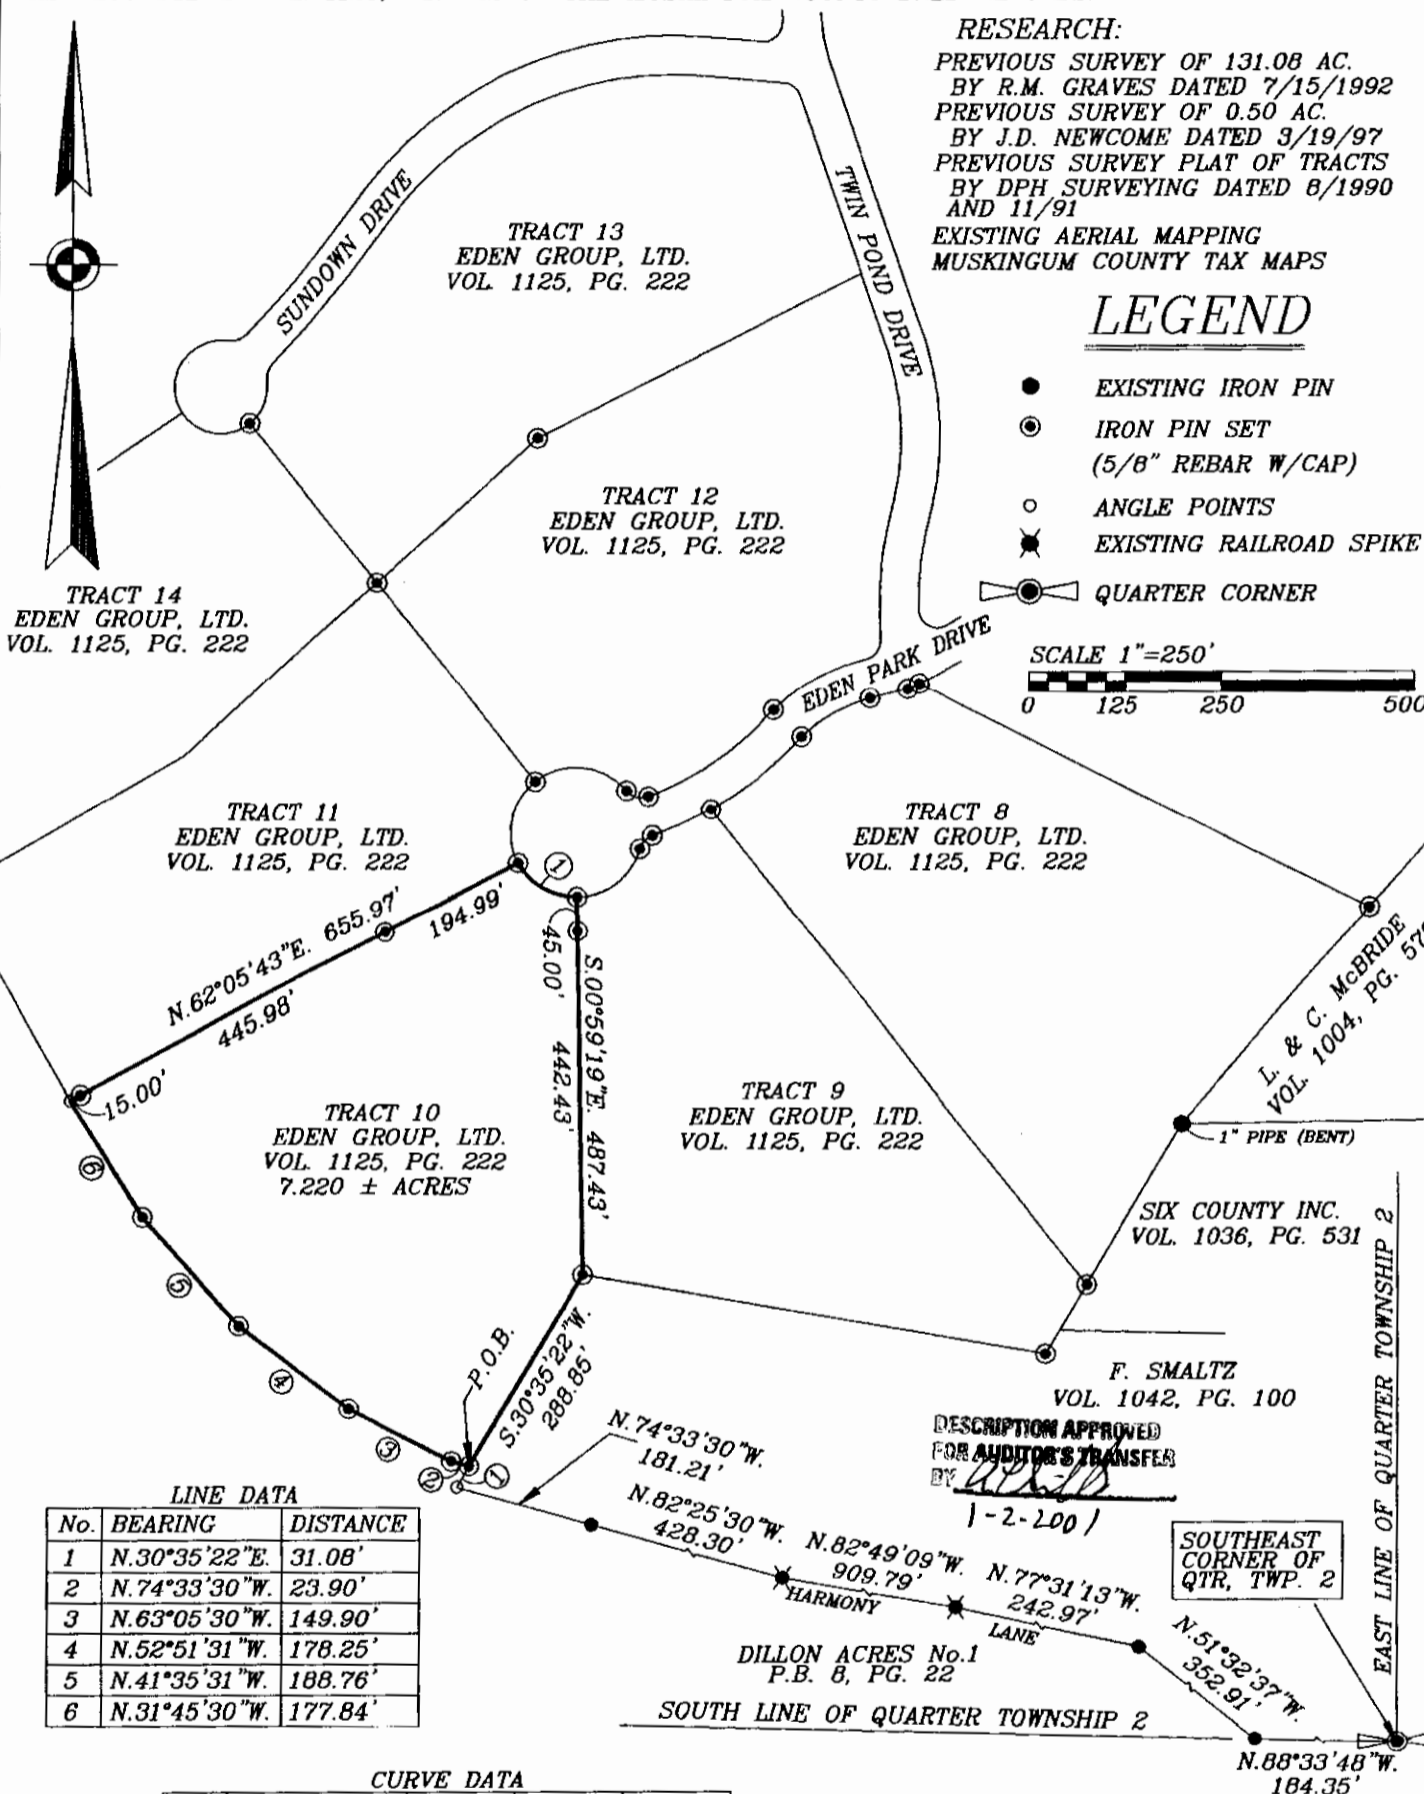 RESEARCH:
PREVIOUS SURVEY OF 131.08 AC.
BY R.M. GRAVES DATED 7/15/1992
PREVIOUS SURVEY OF 0.50 AC.
BY J.D. NEWCOME DATED 3/19/97
PREVIOUS SURVEY PLAT OF TRACTS
BY DPH SURVEYING DATED 8/1990
AND 11/91
EXISTING AERIAL MAPPING
MUSKINGUM COUNTY TAX MAPS
LEGEND
EXISTING IRON PIN
IRON PIN SET
(5/8" REBAR W/CAP)
ANGLE POINTS
EXISTING RAILROAD SPIKE
QUARTER CORNER
SCALE 1"=250'
0 125 250 500
SUNDOWN DRIVE
TWIN POND DRIVE
TRACT 13
EDEN GROUP, LTD.
VOL. 1125, PG. 222
TRACT 12
EDEN GROUP, LTD.
VOL. 1125, PG. 222
TRACT 14
EDEN GROUP, LTD.
VOL. 1125, PG. 222
EDEN PARK DRIVE
TRACT 11
EDEN GROUP, LTD.
VOL. 1125, PG. 222
TRACT 8
EDEN GROUP, LTD.
VOL. 1125, PG. 222
1
N.62°05'43"E. 655.97'
194.99'
445.98'
15.00'
45.00'
442.43'
S.00°59'19"E. 487.43'
L. & C. McBRIDE
VOL. 1004, PG.
1" PIPE (BENT)
TRACT 10
EDEN GROUP, LTD.
VOL. 1125, PG. 222
7.220 ± ACRES
TRACT 9
EDEN GROUP, LTD.
VOL. 1125, PG. 222
SIX COUNTY INC.
VOL. 1036, PG. 531
EAST LINE OF QUARTER TOWNSHIP 2
6
5
4
3
2
1
P.O.B.
S.30°35'22"W.
288.85'
F. SMALTZ
VOL. 1042, PG. 100
DESCRIPTION APPROVED
FOR AUDITOR'S TRANSFER
BY
1-2-2001
N.74°33'30"W.
181.21'
N.82°25'30"W.
428.30'
N.82°49'09"W.
909.79'
N.77°31'13"W.
242.97'
N.51°32'37"W.
352.91'
HARMONY
LANE
SOUTHEAST
CORNER OF
QTR, TWP. 2
DILLON ACRES No.1
P.B. 8, PG. 22
SOUTH LINE OF QUARTER TOWNSHIP 2
N.88°33'48"W.
184.35'
LINE DATA
No. BEARING DISTANCE
1 N.30°35'22"E. 31.08'
2 N.74°33'30"W. 23.90'
3 N.63°05'30"W. 149.90'
4 N.52°51'31"W. 178.25'
5 N.41°35'31"W. 188.76'
6 N.31°45'30"W. 177.84'
CURVE DATA